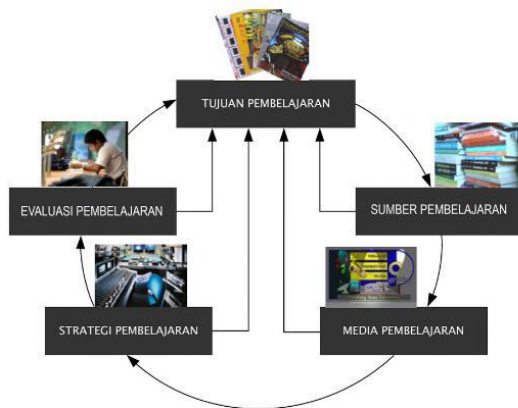 TUJUAN PEMBELAJARAN
EVALUASI PEMBELAJARAN
SUMBER PEMBELAJARAN
STRATEGI PEMBELAJARAN
MEDIA PEMBELAJARAN